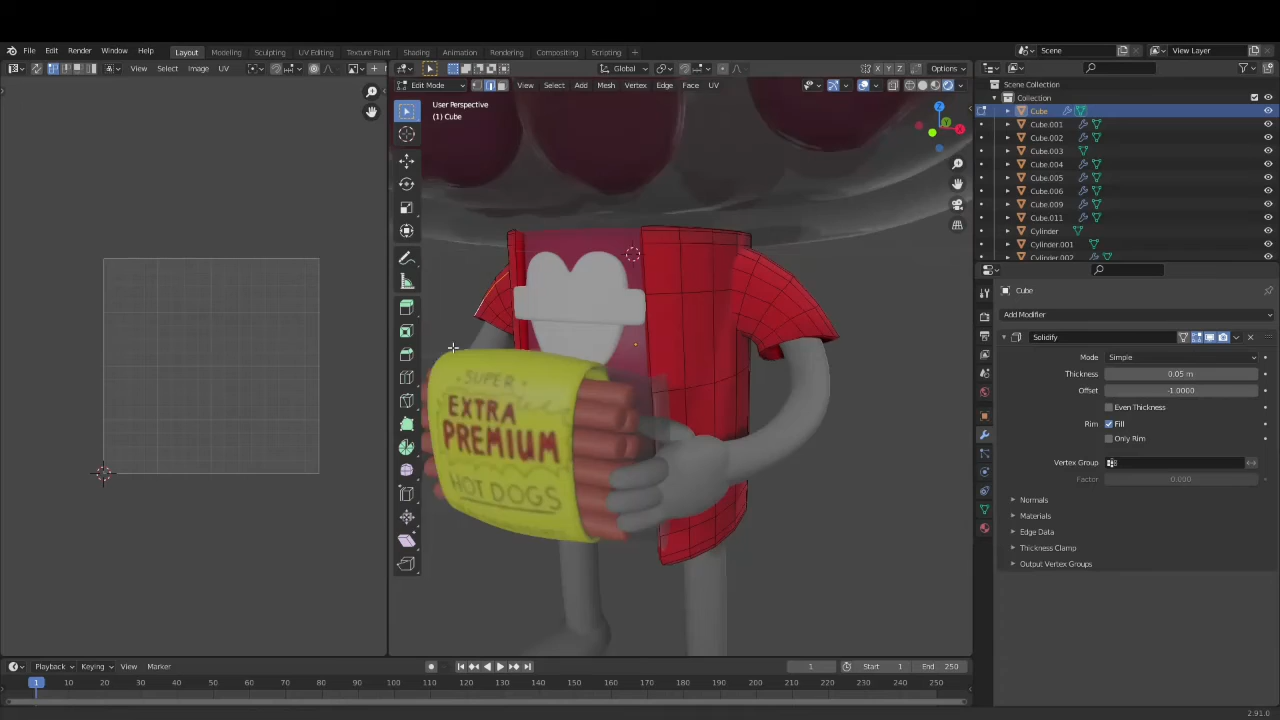 File Edit Render Window Help Layout Modeling Sculpting UV Editing Texture Paint Shading Animation Rendering Compositing Scripting Scene View Layer
View Select Image UV Global X Y Z Options
Edit Mode View Select Add Mesh Vertex Edge Face UV
User Perspective
(1) Cube
X
Y
Z
SUPER
EXTRA
PREMIUM
HOT DOGS
Scene Collection
Collection
Cube
Cube.001
Cube.002
Cube.003
Cube.004
Cube.005
Cube.006
Cube.009
Cube.011
Cylinder
Cylinder.001
Cylinder.002
Cube
Add Modifier
Solidify
Mode Simple
Thickness 0.05 m
Offset -1.0000
Even Thickness
Rim Fill
Only Rim
Vertex Group
Factor 0.000
Normals
Materials
Edge Data
Thickness Clamp
Output Vertex Groups
Playback Keying View Marker 1 Start 1 End 250
1 10 20 30 40 50 60 70 80 90 100 110 120 130 140 150 160 170 180 190 200 210 220 230 240 250
2.91.0